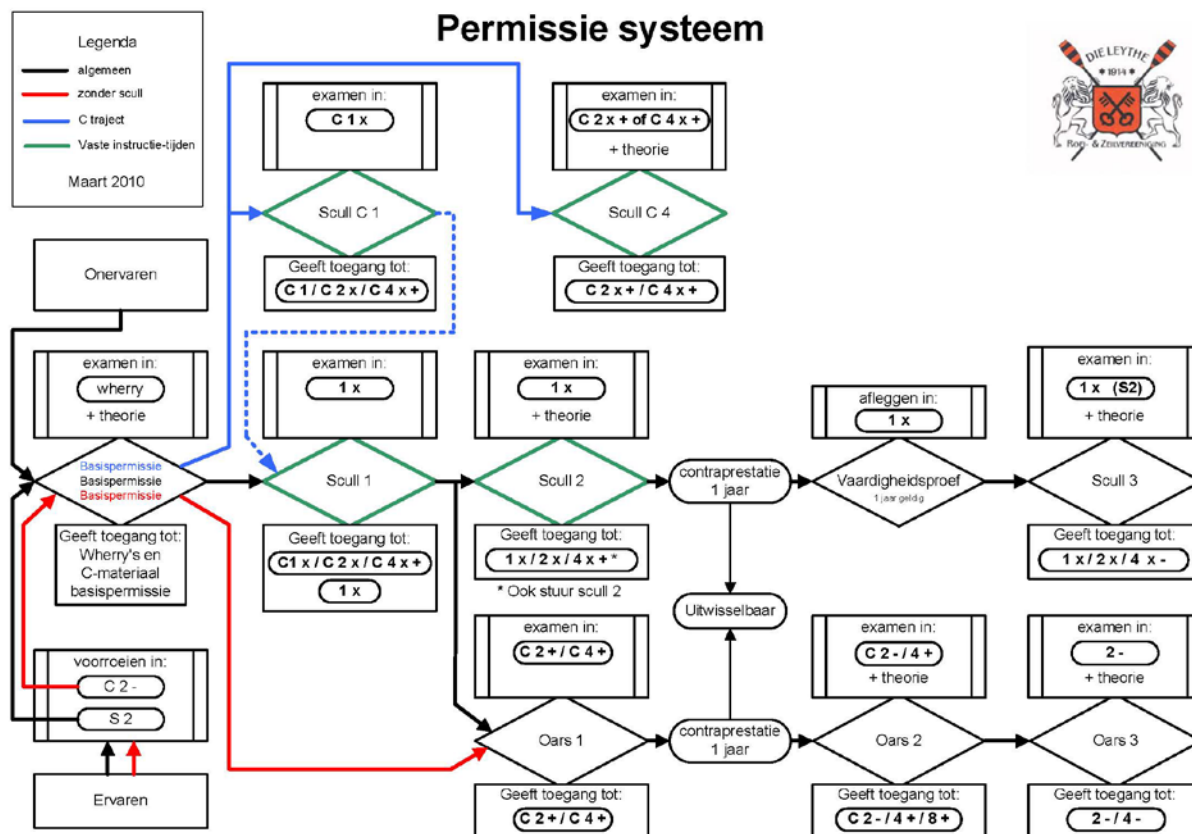 Permissie systeem
Legenda
algemeen
zonder scull
C traject
Vaste instructie-tijden
Maart 2010
DIE LEYTHE
1914
ROEI- & ZEILVEREENIGING
examen in:
C 1 x
Scull C 1
Geeft toegang tot:
C 1 / C 2 x / C 4 x +
examen in:
C 2 x + of C 4 x +
+ theorie
Scull C 4
Geeft toegang tot:
C 2 x + / C 4 x +
Onervaren
examen in:
wherry
+ theorie
Basispermissie
Basispermissie
Basispermissie
Geeft toegang tot:
Wherry's en
C-materiaal
basispermissie
examen in:
1 x
Scull 1
Geeft toegang tot:
C1 x / C 2 x / C 4 x +
1 x
examen in:
1 x
+ theorie
Scull 2
Geeft toegang tot:
1 x / 2 x / 4 x + *
* Ook stuur scull 2
contraprestatie
1 jaar
afleggen in:
1 x
Vaardigheidsproef
1 jaar geldig
examen in:
1 x (S2)
+ theorie
Scull 3
Geeft toegang tot:
1 x / 2 x / 4 x -
Uitwisselbaar
voorroeien in:
C 2 -
S 2
Ervaren
examen in:
C 2 + / C 4 +
Oars 1
Geeft toegang tot:
C 2 + / C 4 +
contraprestatie
1 jaar
examen in:
C 2 - / 4 +
+ theorie
Oars 2
Geeft toegang tot:
C 2 - / 4 + / 8 +
examen in:
2 -
+ theorie
Oars 3
Geeft toegang tot:
2 - / 4 -